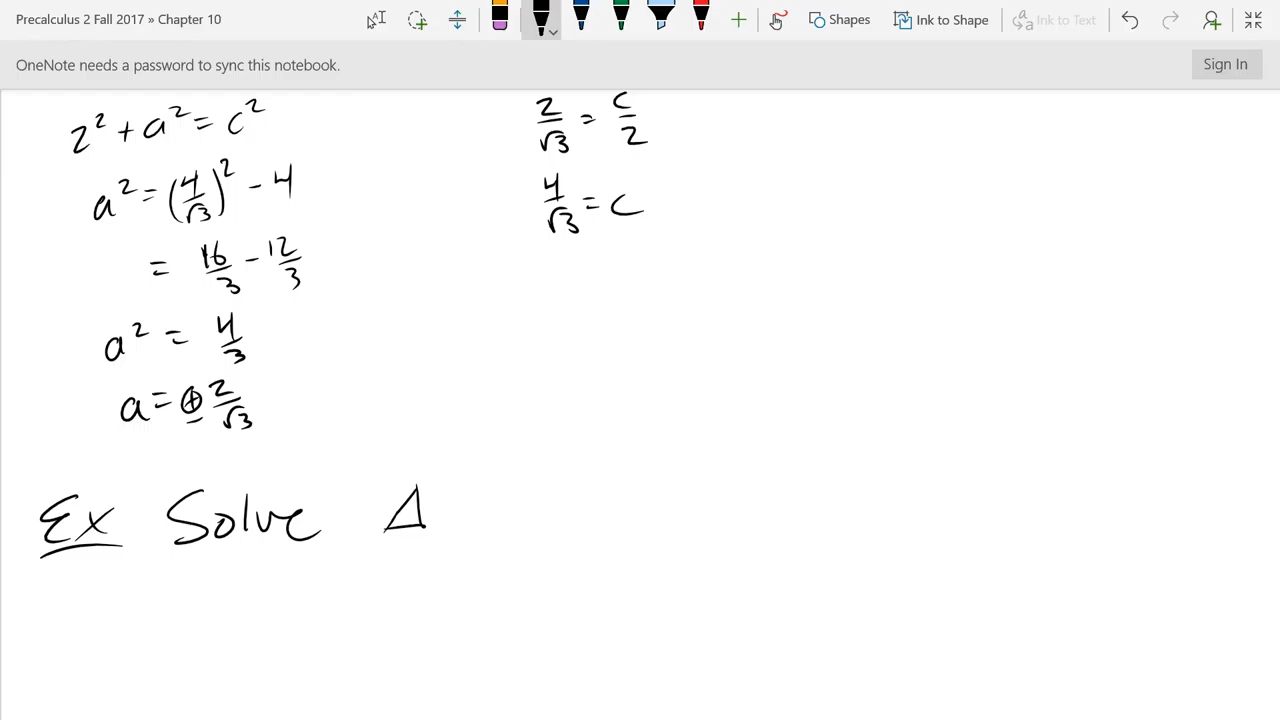 Precalculus 2 Fall 2017 » Chapter 10
Shapes
Ink to Shape
Ink to Text
OneNote needs a password to sync this notebook.
Sign In
2² + a² = c²
a² = (4/√3)² - 4
= 16/3 - 12/3
a² = 4/3
a = ± 2/√3
2/√3 = c/2
4/√3 = c
Ex Solve Δ